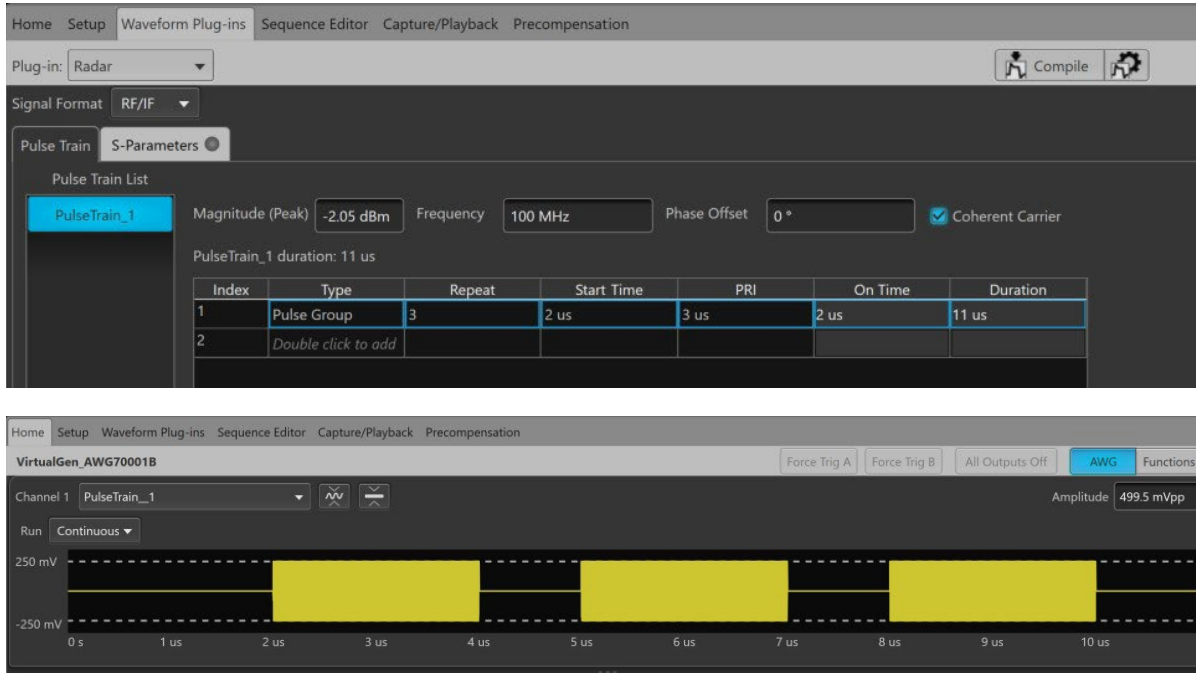 Home Setup Waveform Plug-ins Sequence Editor Capture/Playback Precompensation
Plug-in: Radar Compile
Signal Format RF/IF
Pulse Train S-Parameters
Pulse Train List
PulseTrain_1 Magnitude (Peak) -2.05 dBm Frequency 100 MHz Phase Offset 0 ° Coherent Carrier
PulseTrain_1 duration: 11 us
Index Type Repeat Start Time PRI On Time Duration
1 Pulse Group 3 2 us 3 us 2 us 11 us
2 Double click to add
Home Setup Waveform Plug-ins Sequence Editor Capture/Playback Precompensation
VirtualGen_AWG70001B Force Trig A Force Trig B All Outputs Off AWG Functions
Channel 1 PulseTrain__1 Amplitude 499.5 mVpp
Run Continuous
250 mV
-250 mV
0 s 1 us 2 us 3 us 4 us 5 us 6 us 7 us 8 us 9 us 10 us